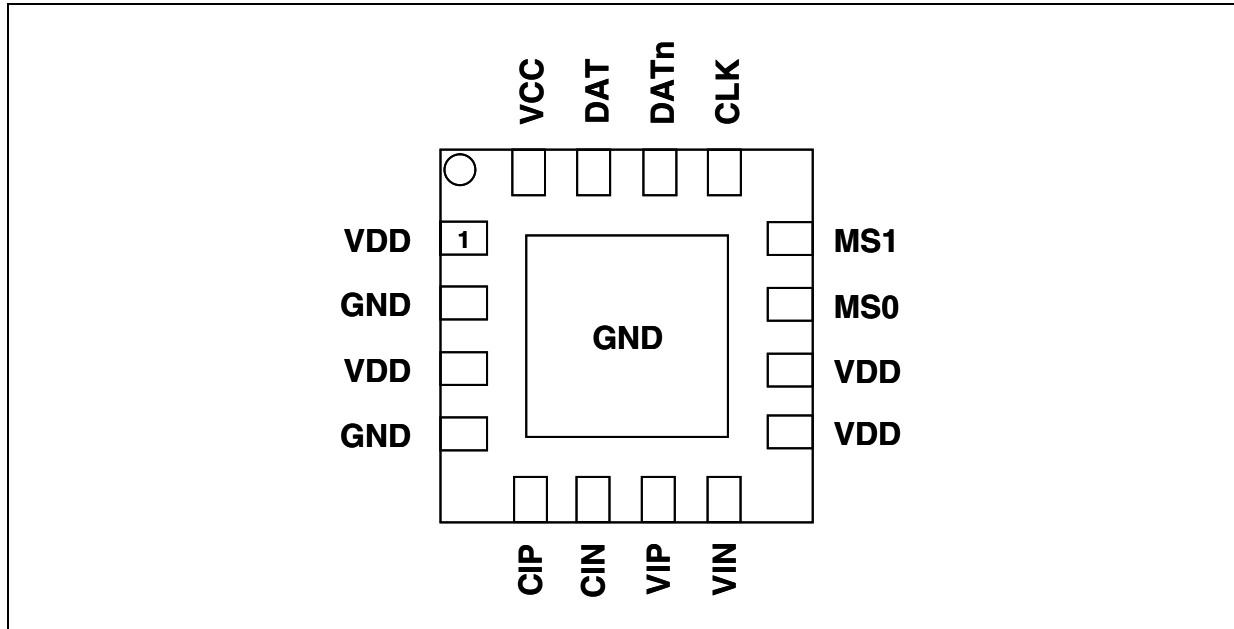 VCC DAT DATn CLK
VDD 1 MS1
GND MS0
GND
VDD VDD
GND VDD
CIP CIN VIP VIN